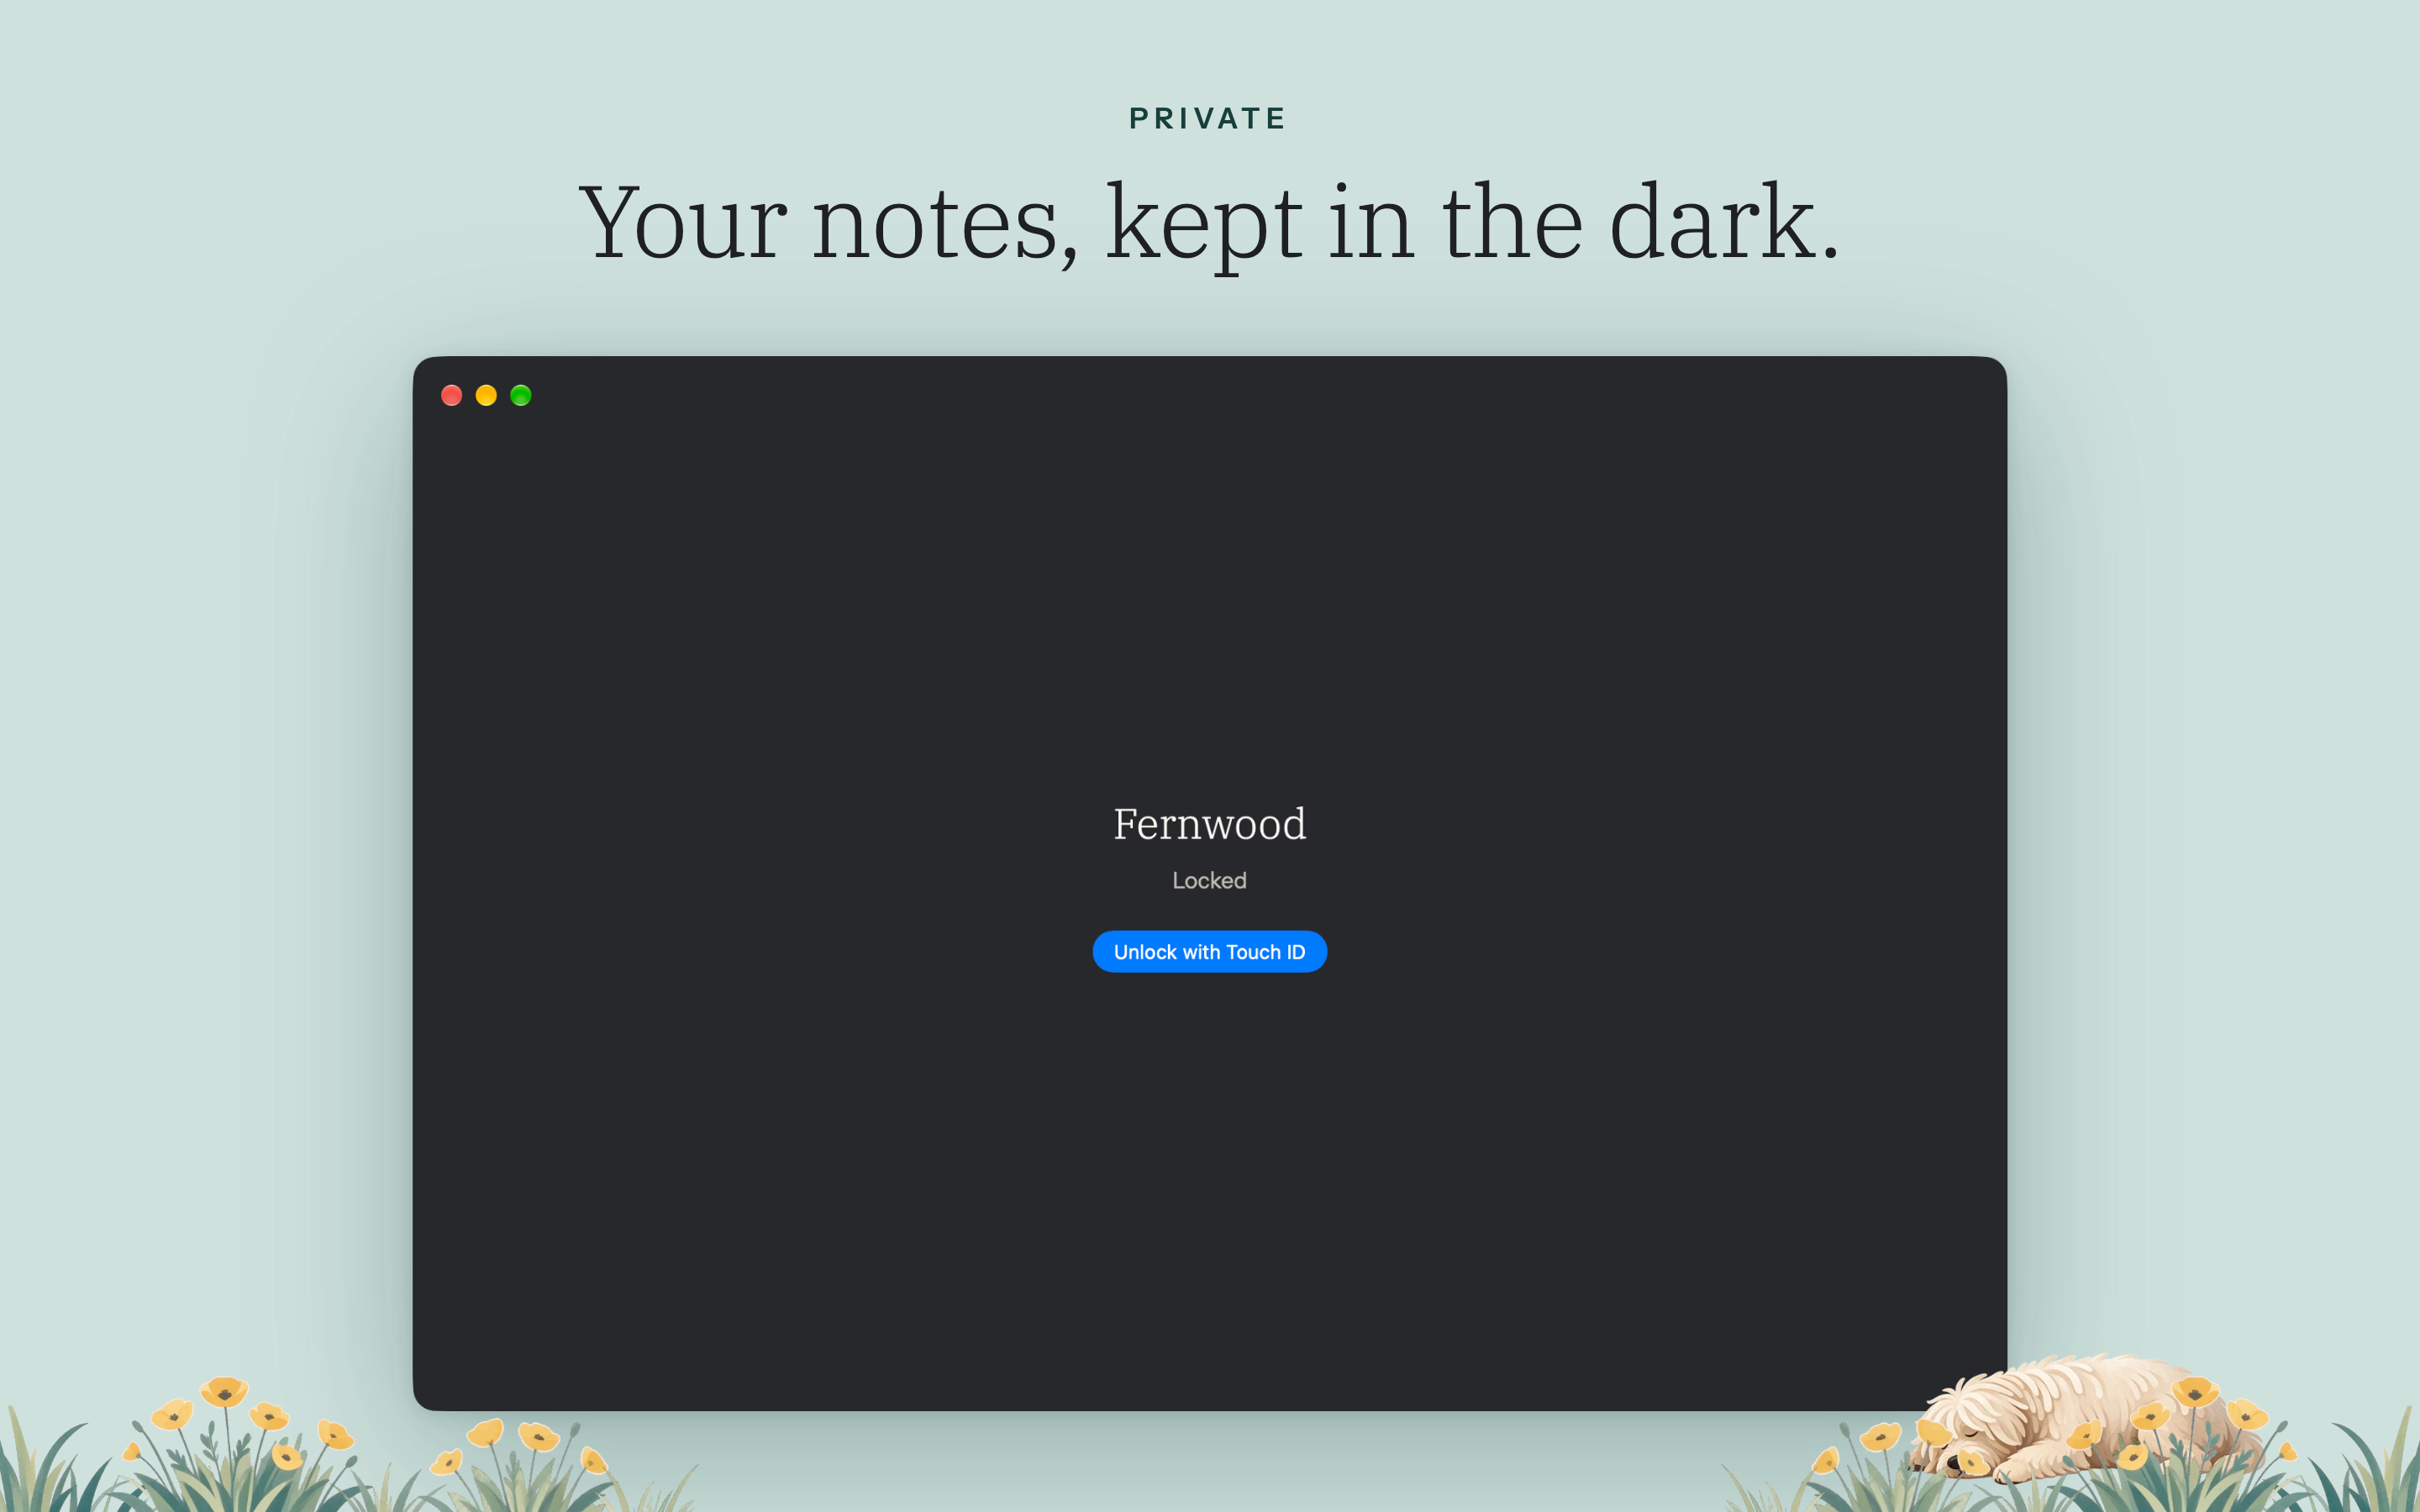 PRIVATE
Your notes, kept in the dark.
Fernwood
Locked
Unlock with Touch ID